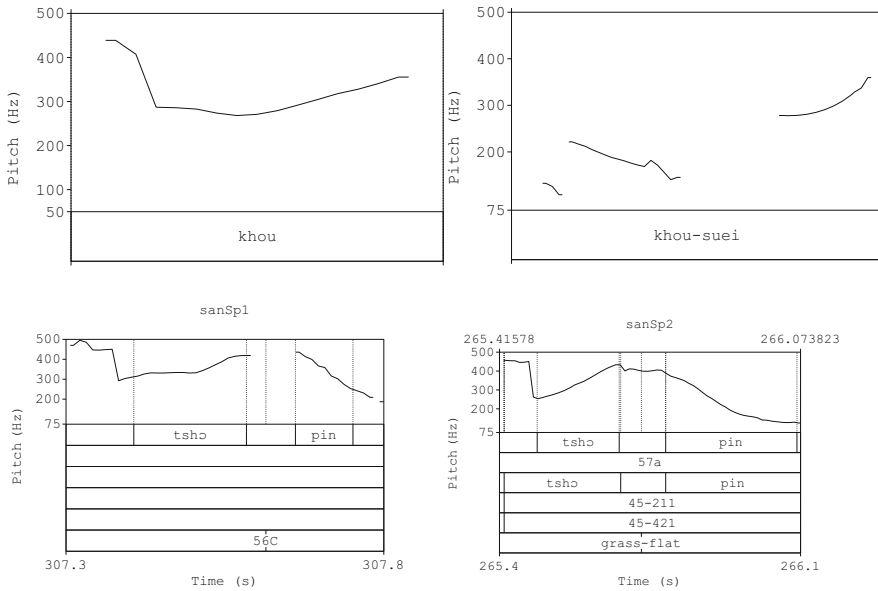 500
400
300
200
100
50
Pitch (Hz)
khou
500
300
200
75
Pitch (Hz)
khou-suei
sanSp1
500
400
300
200
75
Pitch (Hz)
tshɔ pin
56C
307.3 307.8
Time (s)
sanSp2
265.41578 266.073823
500
400
300
200
75
Pitch (Hz)
tshɔ pin
57a
tshɔ pin
45-211
45-421
grass-flat
265.4 266.1
Time (s)